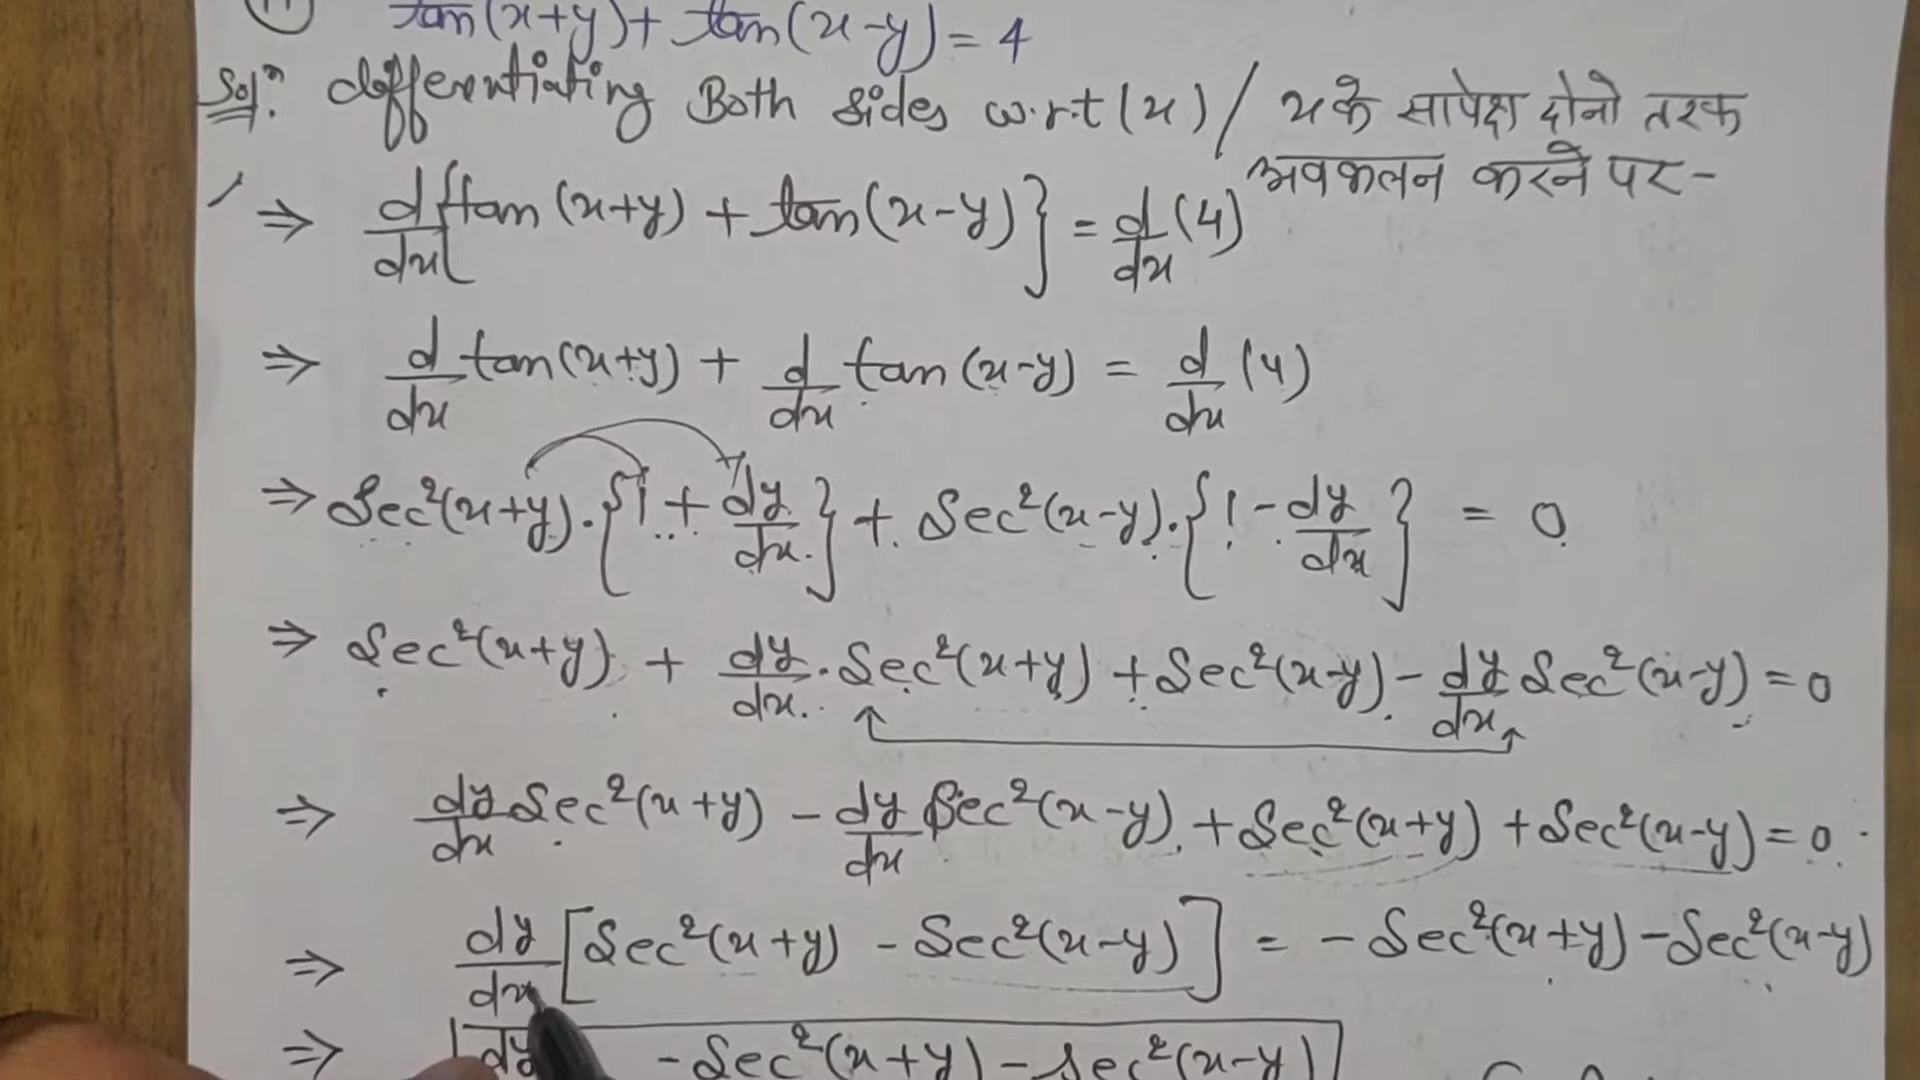 tan(x+y)+ tan(x-y)=4
Solⁿ: differentiating Both sides w.r.t(x)/ x के सापेक्ष दोनो तरफ
अवकलन करने पर-
⇒ d/dx{tan(x+y) + tan(x-y)} = d/dx(4)
⇒ d/dx tan(x+y) + d/dx tan(x-y) = d/dx (4)
⇒ Sec²(x+y)·{1 + dy/dx} + Sec²(x-y)·{1 - dy/dx} = 0
⇒ Sec²(x+y) + dy/dx·Sec²(x+y) + Sec²(x-y) - dy/dx Sec²(x-y) = 0
⇒ dy/dx Sec²(x+y) - dy/dx Sec²(x-y) + Sec²(x+y) + Sec²(x-y) = 0
⇒ dy/dx [Sec²(x+y) - Sec²(x-y)] = - Sec²(x+y) - Sec²(x-y)
⇒ dy - Sec²(x+y) - Sec²(x-y)